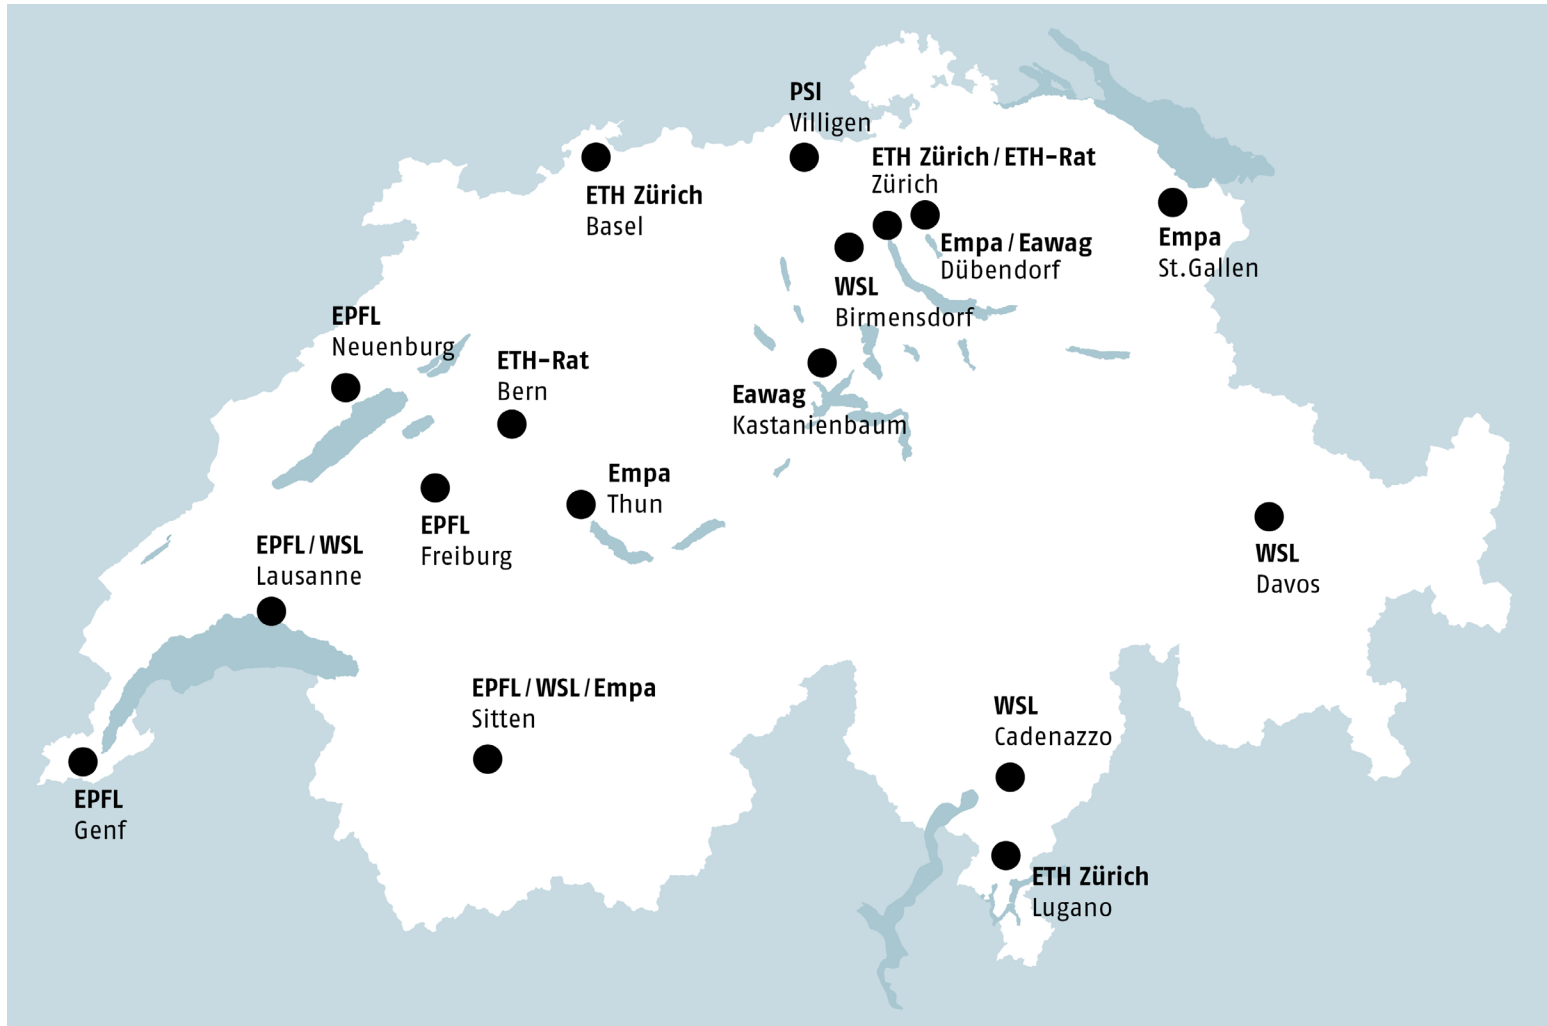 PSI
Villigen
ETH Zürich / ETH-Rat
Zürich
ETH Zürich
Basel
Empa / Eawag
Dübendorf
Empa
St.Gallen
WSL
Birmensdorf
EPFL
Neuenburg
ETH-Rat
Bern
Eawag
Kastanienbaum
Empa
Thun
EPFL
Freiburg
EPFL / WSL
Lausanne
WSL
Davos
EPFL / WSL / Empa
Sitten
WSL
Cadenazzo
EPFL
Genf
ETH Zürich
Lugano